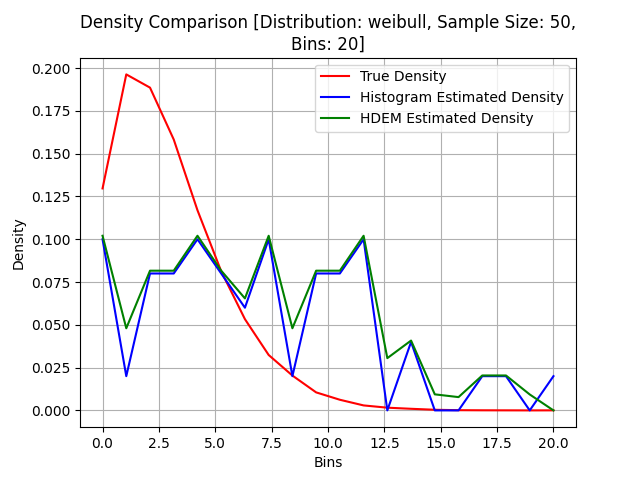 Density Comparison [Distribution: weibull, Sample Size: 50,
Bins: 20]
True Density
Histogram Estimated Density
HDEM Estimated Density
Density
0.200
0.175
0.150
0.125
0.100
0.075
0.050
0.025
0.000
0.0 2.5 5.0 7.5 10.0 12.5 15.0 17.5 20.0
Bins